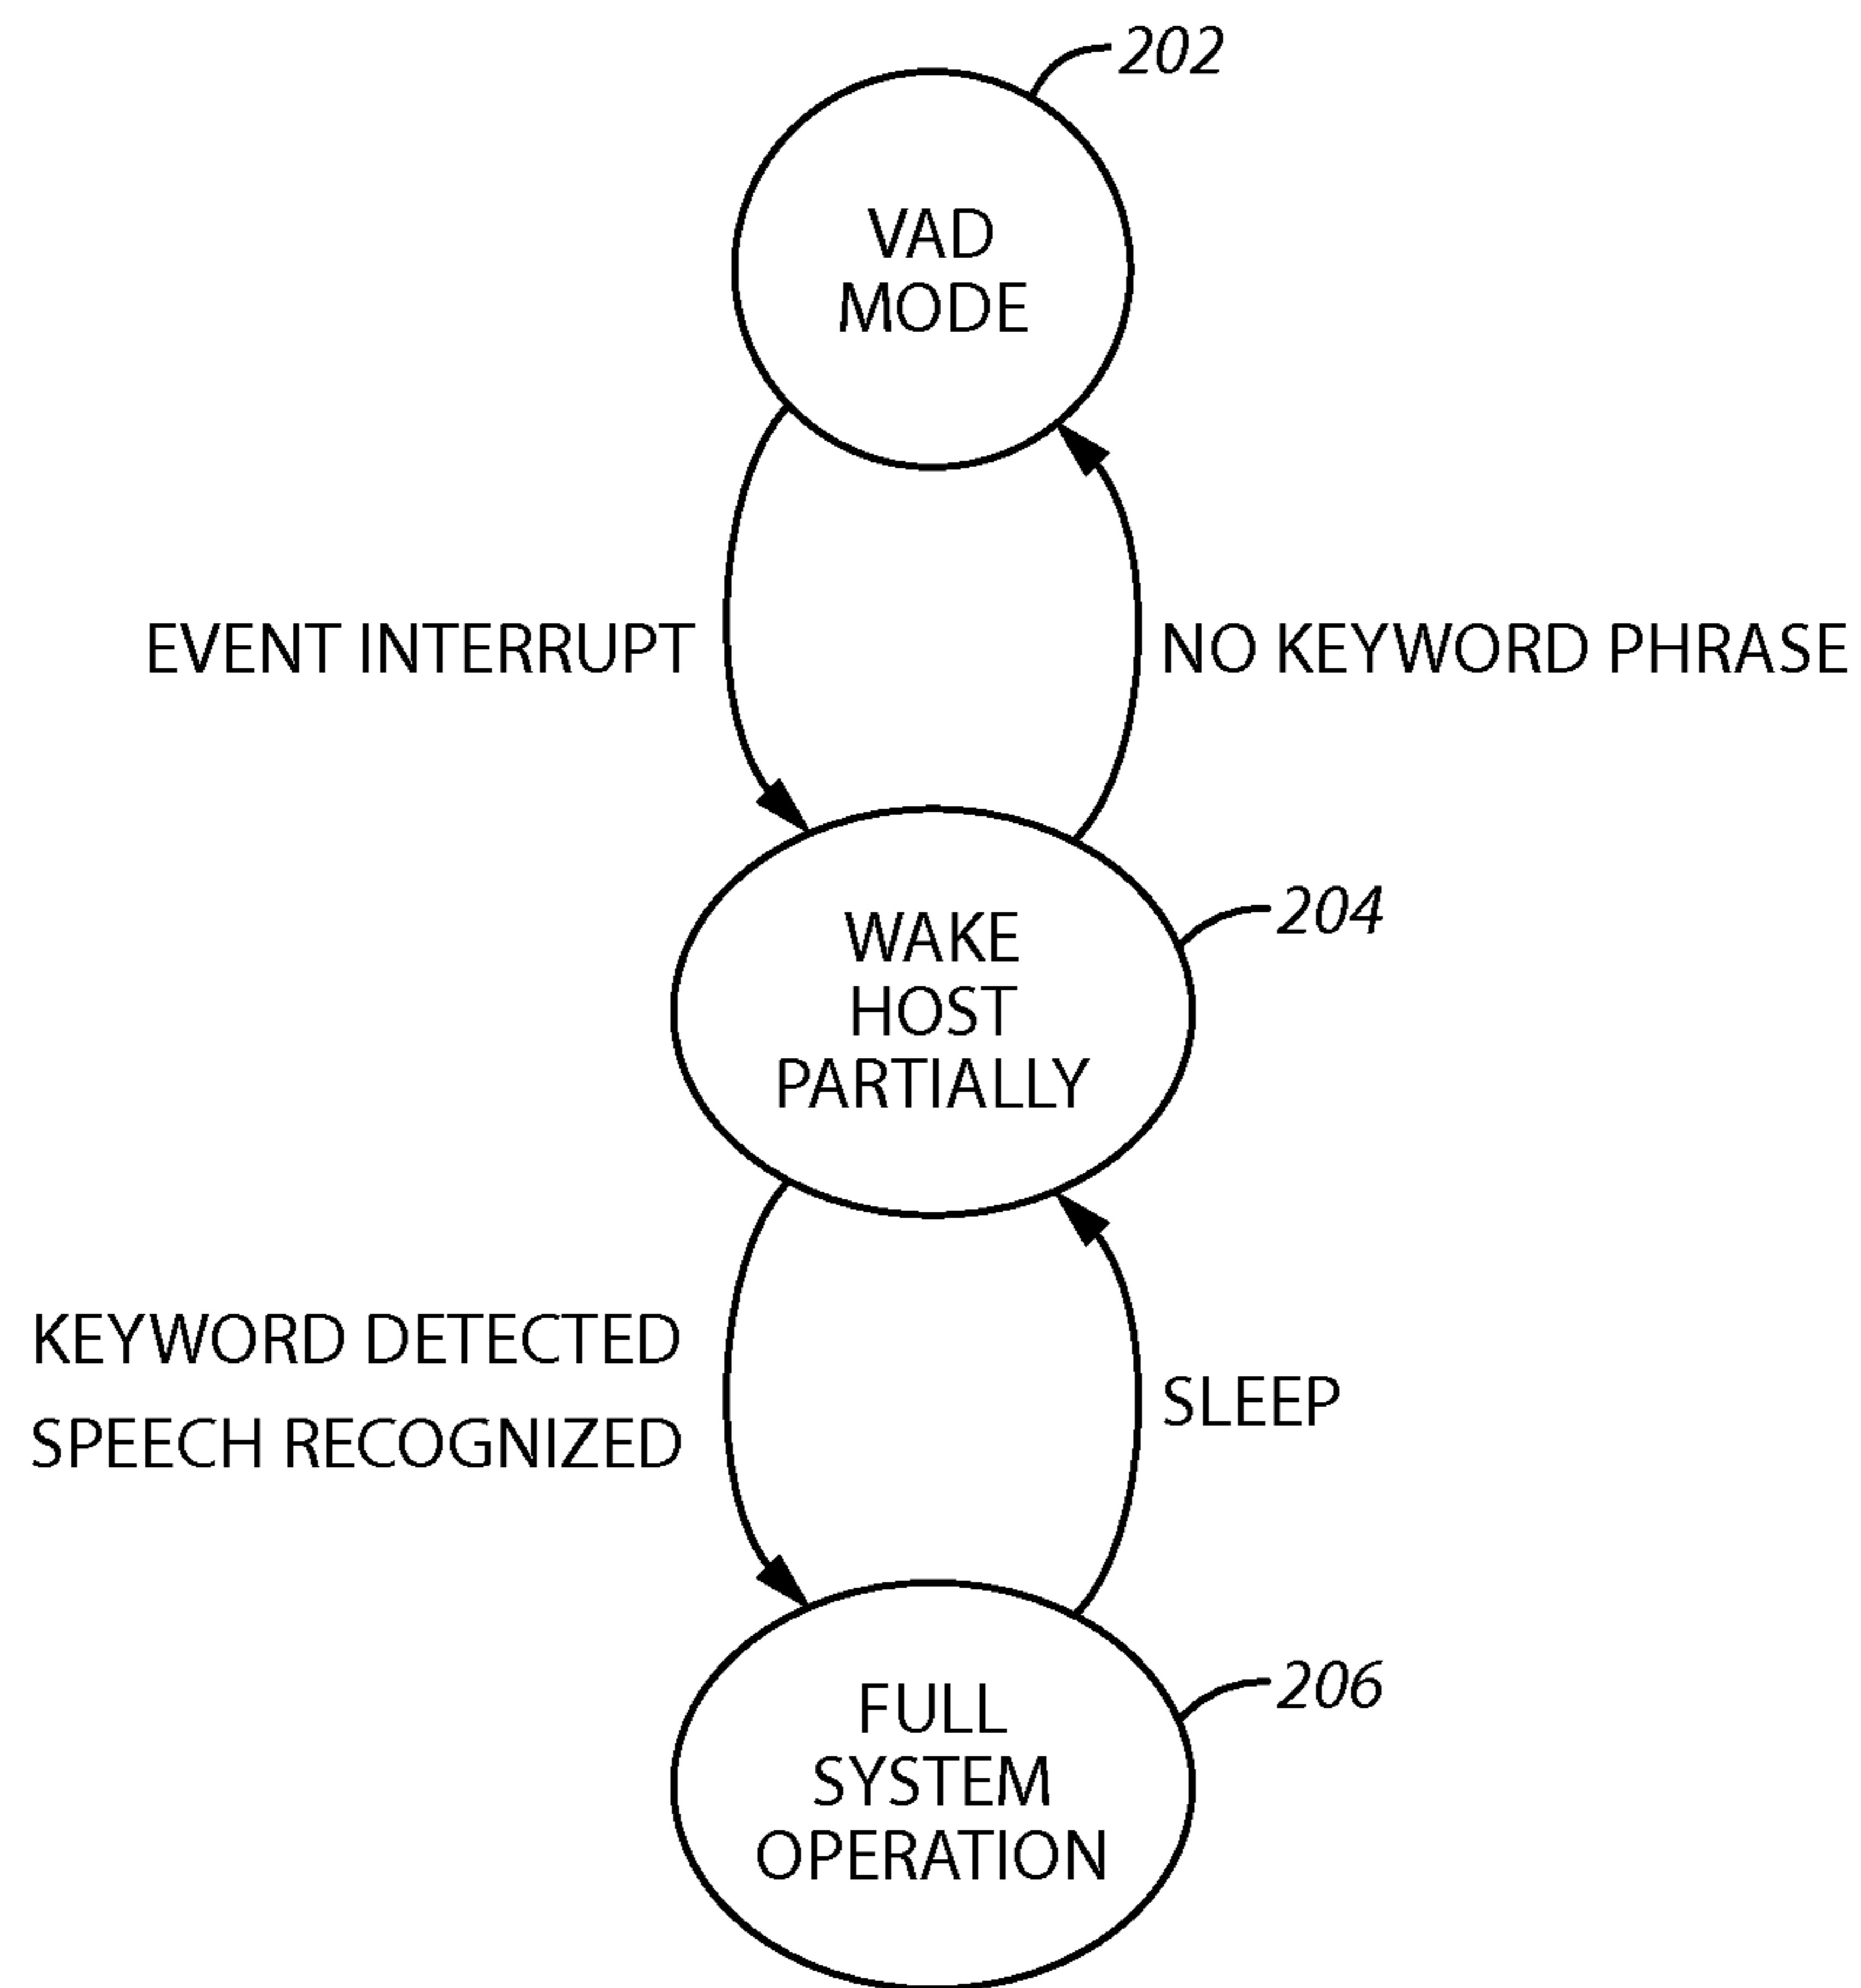 202
VAD
MODE
EVENT INTERRUPT
NO KEYWORD PHRASE
204
WAKE
HOST
PARTIALLY
KEYWORD DETECTED
SPEECH RECOGNIZED
SLEEP
206
FULL
SYSTEM
OPERATION